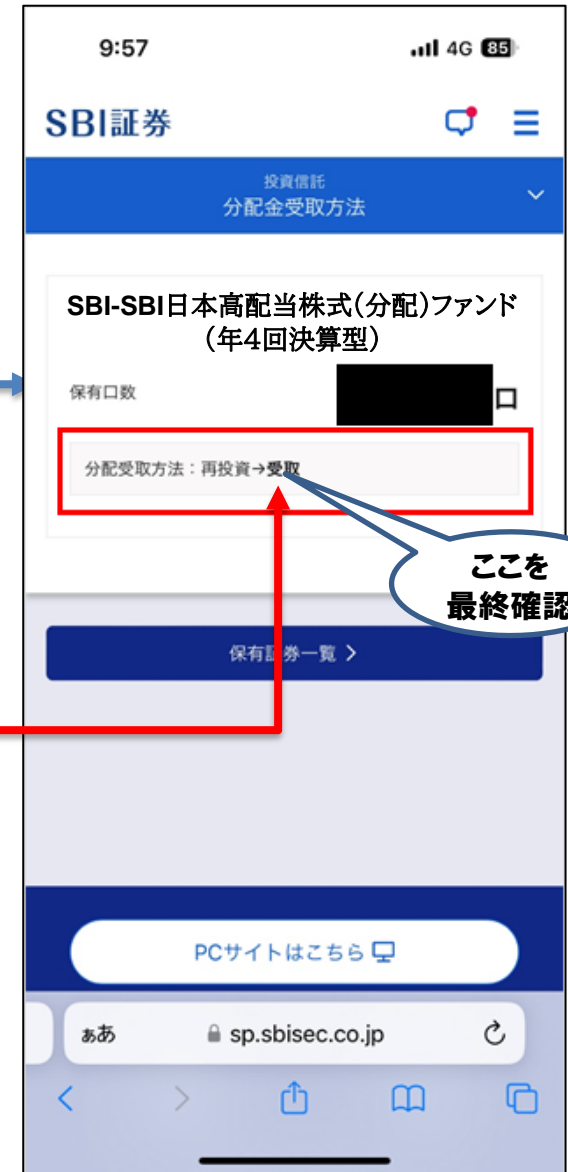 9:57
4G 85
SBI証券
投資信託
分配金受取方法
SBI-SBI日本高配当株式(分配)ファンド
(年4回決算型)
保有口数
口
分配受取方法：再投資→受取
ここを
最終確認
保有証券一覧 >
PCサイトはこちら
ぁあ
sp.sbisec.co.jp